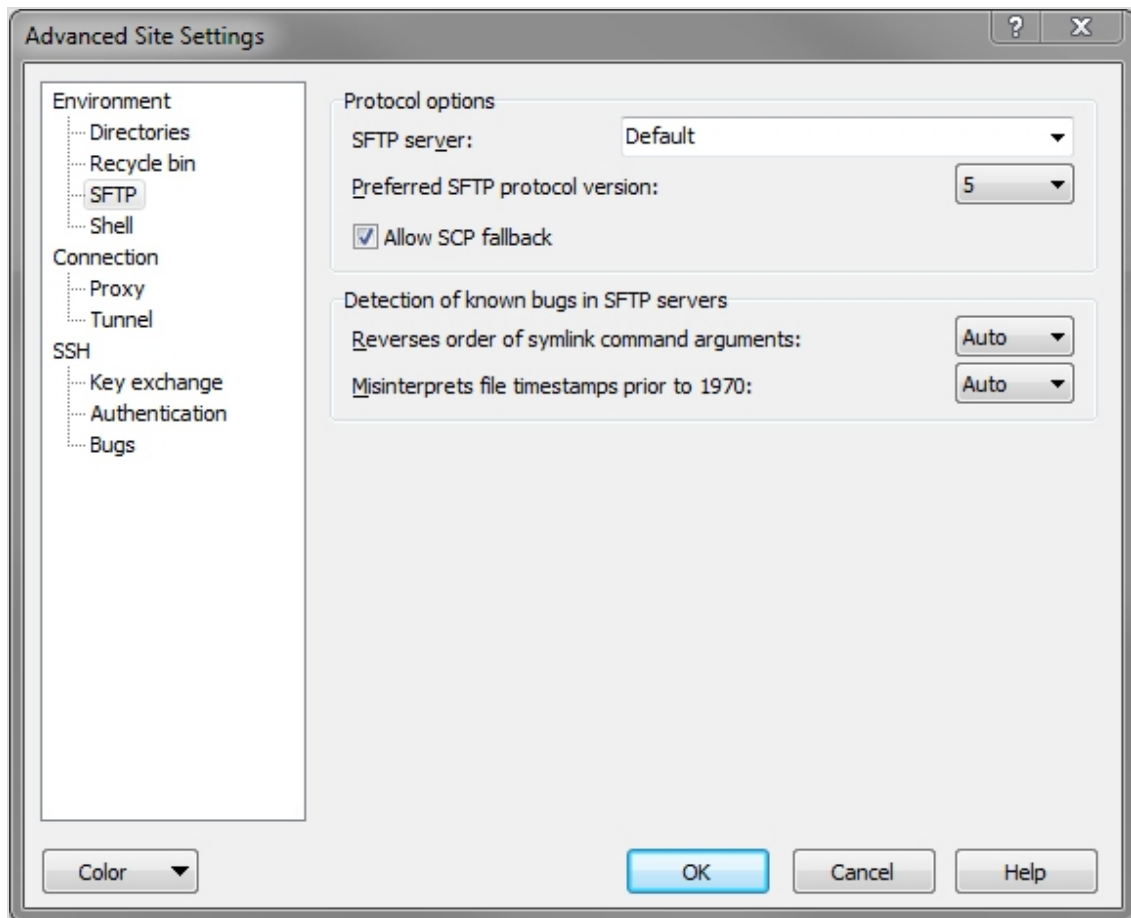 Advanced Site Settings
?
X
Environment
Directories
Recycle bin
SFTP
Shell
Connection
Proxy
Tunnel
SSH
Key exchange
Authentication
Bugs
Protocol options
SFTP server: Default
Preferred SFTP protocol version: 5
Allow SCP fallback
Detection of known bugs in SFTP servers
Reverses order of symlink command arguments: Auto
Misinterprets file timestamps prior to 1970: Auto
Color OK Cancel Help